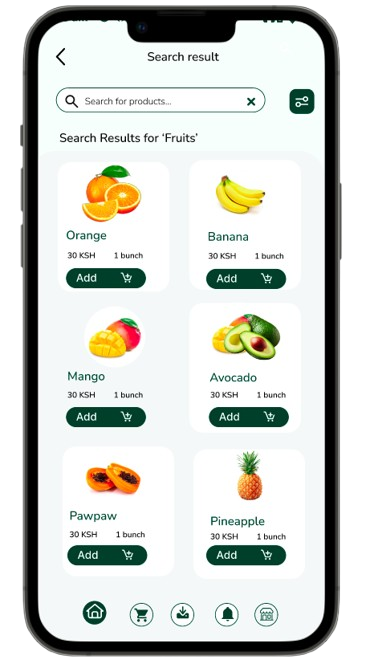 Search result
Search for products...
Search Results for ‘Fruits’
Orange
30 KSH 1 bunch
Add
Banana
30 KSH 1 bunch
Add
Mango
30 KSH 1 bunch
Add
Avocado
30 KSH 1 bunch
Add
Pawpaw
30 KSH 1 bunch
Add
Pineapple
30 KSH 1 bunch
Add